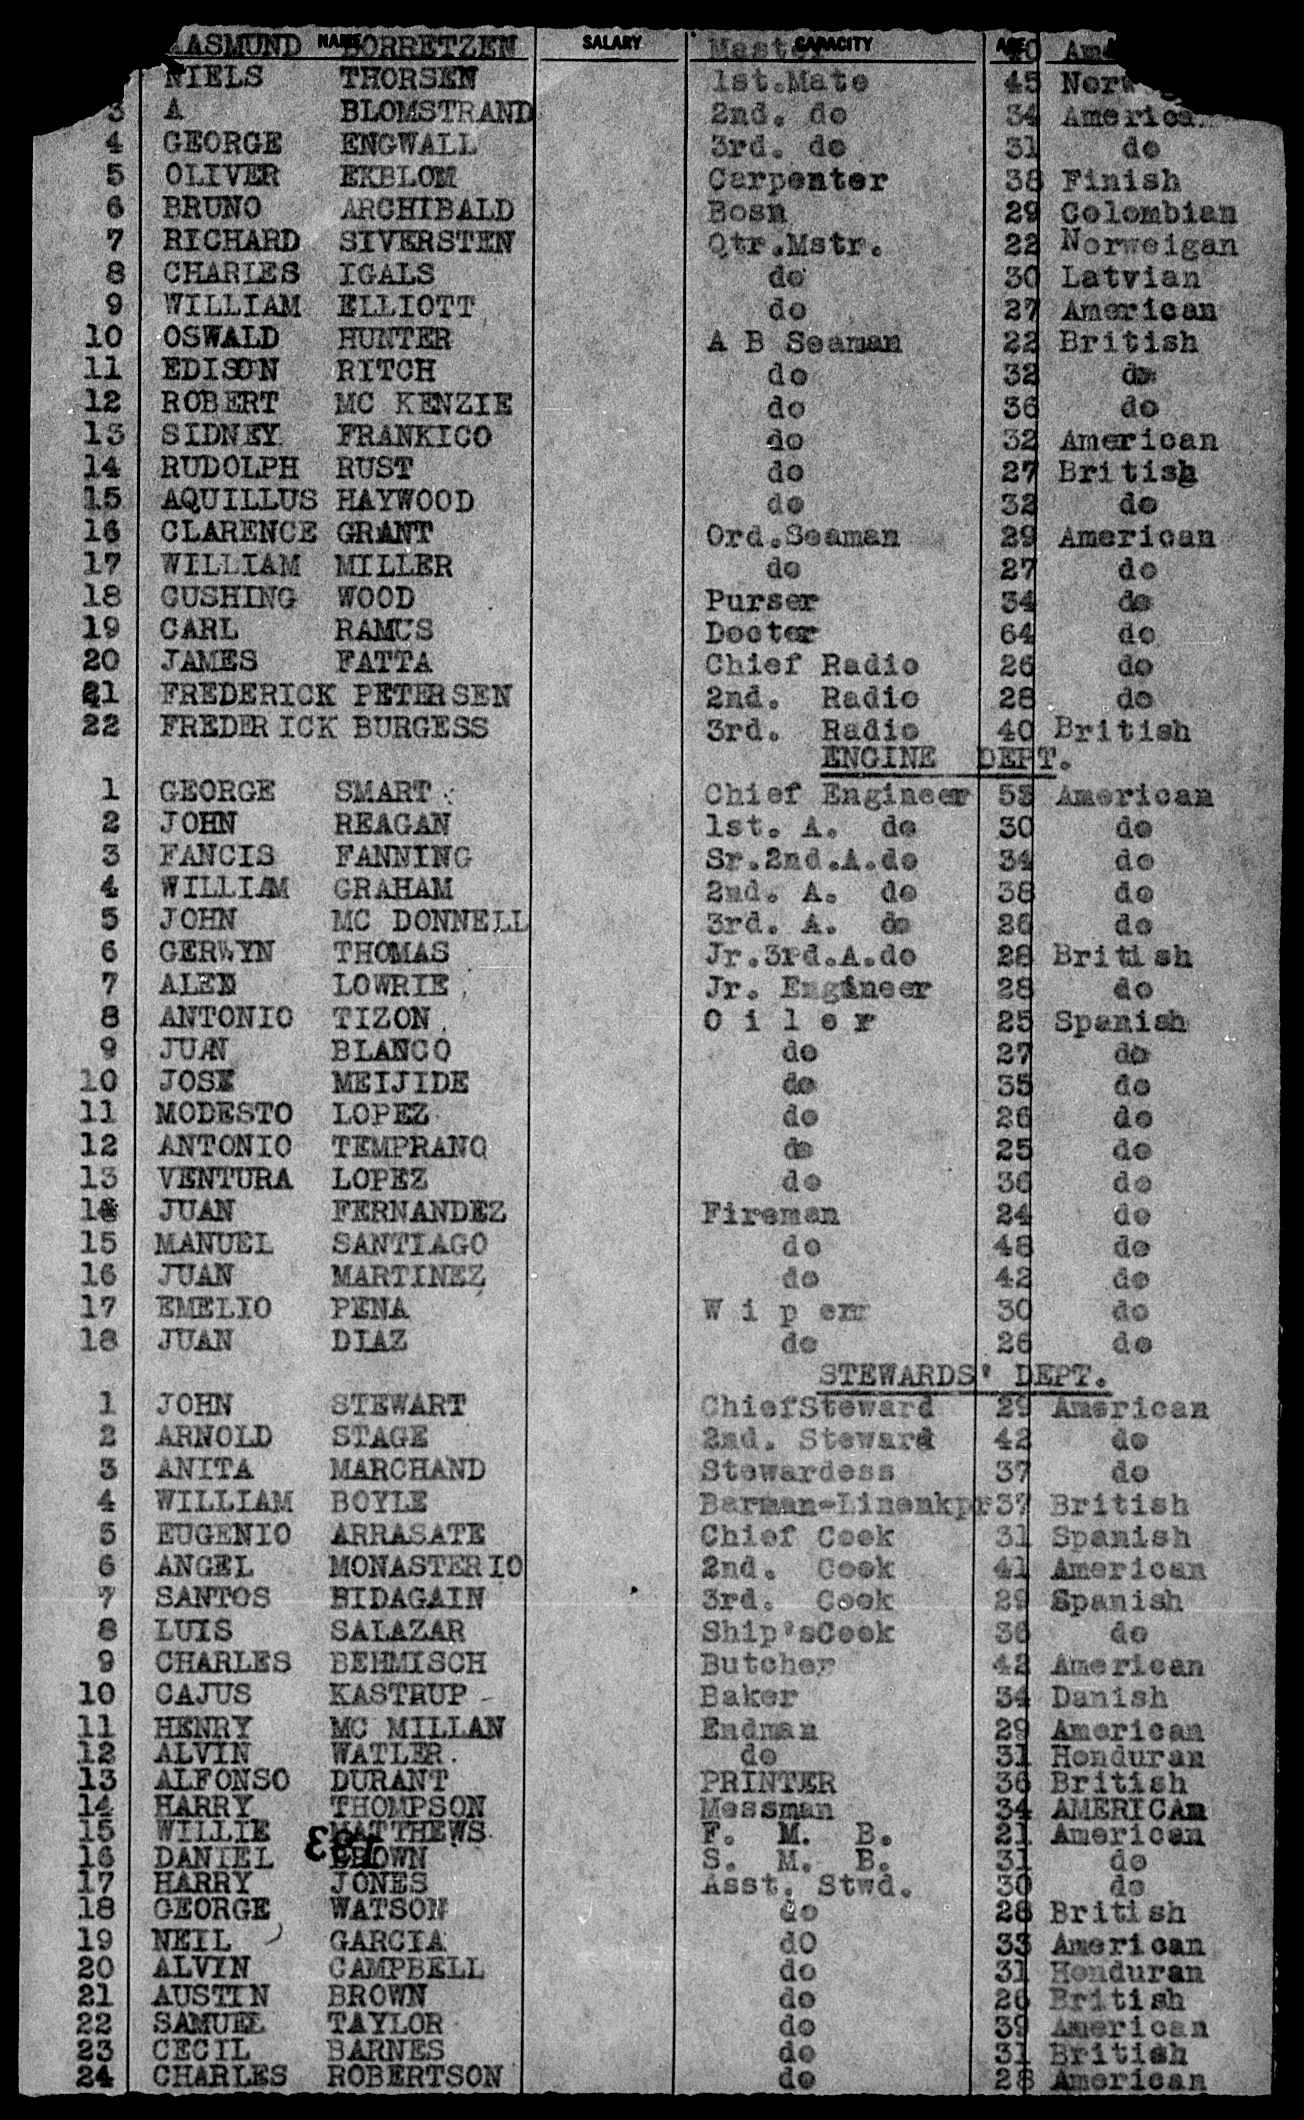 NAME SALARY CAPACITY AGE
ASMUND BORRETZEN Master 40
NIELS THORSEN 1st.Mate 45
3 A BLOMSTRAND 2nd. do 34 American
4 GEORGE ENGWALL 3rd. do 31 do
5 OLIVER EKBLOM Carpenter 38 Finish
6 BRUNO ARCHIBALD Bosn 29 Colombian
7 RICHARD SIVERSTEN Qtr.Mstr. 22 Norweigan
8 CHARLES IGALS do 30 Latvian
9 WILLIAM ELLIOTT do 27 American
10 OSWALD HUNTER A B Seaman 22 British
11 EDISON RITCH do 32 do
12 ROBERT MC KENZIE do 36 do
13 SIDNEY FRANKICO do 32 American
14 RUDOLPH RUST do 27 British
15 AQUILLUS HAYWOOD do 32 do
16 CLARENCE GRANT Ord.Seaman 29 American
17 WILLIAM MILLER do 27 do
18 CUSHING WOOD Purser 34 do
19 CARL RAMUS Docter 64 do
20 JAMES FATTA Chief Radio 26 do
21 FREDERICK PETERSEN 2nd. Radio 28 do
22 FREDERICK BURGESS 3rd. Radio 40 British
ENGINE DEPT.
1 GEORGE SMART Chief Engineer 53 American
2 JOHN REAGAN 1st. A. do 30 do
3 FANCIS FANNING Sr.2nd.A.do 34 do
4 WILLIAM GRAHAM 2nd. A. do 38 do
5 JOHN MC DONNELL 3rd. A. do 26 do
6 GERWYN THOMAS Jr.3rd.A.do 28 British
7 ALEN LOWRIE Jr. Engineer 28 do
8 ANTONIO TIZON O i l e r 25 Spanish
9 JUAN BLANCO do 27 do
10 JOSE MEIJIDE do 35 do
11 MODESTO LOPEZ do 26 do
12 ANTONIO TEMPRANO do 25 do
13 VENTURA LOPEZ do 36 do
14 JUAN FERNANDEZ Fireman 24 do
15 MANUEL SANTIAGO do 48 do
16 JUAN MARTINEZ do 42 do
17 EMELIO PENA W i p er 30 do
18 JUAN DIAZ do 26 do
STEWARDS' DEPT.
1 JOHN STEWART ChiefSteward 29 American
2 ARNOLD STAGE 2nd. Steward 42 do
3 ANITA MARCHAND Stewardess 37 do
4 WILLIAM BOYLE Barman-Linenkpr 37 British
5 EUGENIO ARRASATE Chief Cook 31 Spanish
6 ANGEL MONASTERIO 2nd. Cook 41 American
7 SANTOS BIDAGAIN 3rd. Cook 29 Spanish
8 LUIS SALAZAR Ship'sCook 36 do
9 CHARLES BEHMISCH Butcher 42 American
10 CAJUS KASTRUP Baker 34 Danish
11 HENRY MC MILLAN Endman 29 American
12 ALVIN WATLER do 31 Honduran
13 ALFONSO DURANT PRINTER 36 British
14 HARRY THOMPSON Messman 34 AMERICAn
15 WILLIE MATTHEWS F. M. B. 21 American
16 DANIEL BROWN S. M. B. 31 do
17 HARRY JONES Asst. Stwd. 30 do
18 GEORGE WATSON do 28 British
19 NEIL GARCIA dO 33 American
20 ALVIN CAMPBELL do 31 Honduran
21 AUSTIN BROWN do 26 British
22 SAMUEL TAYLOR do 39 American
23 CECIL BARNES do 31 British
24 CHARLES ROBERTSON do 28 American